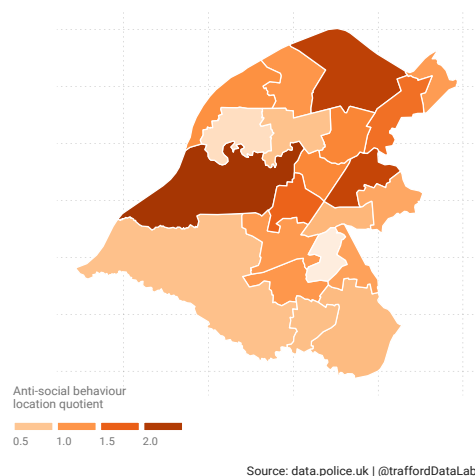 Anti-social behaviour
location quotient
0.5 1.0 1.5 2.0
Source: data.police.uk | @traffordDataLab